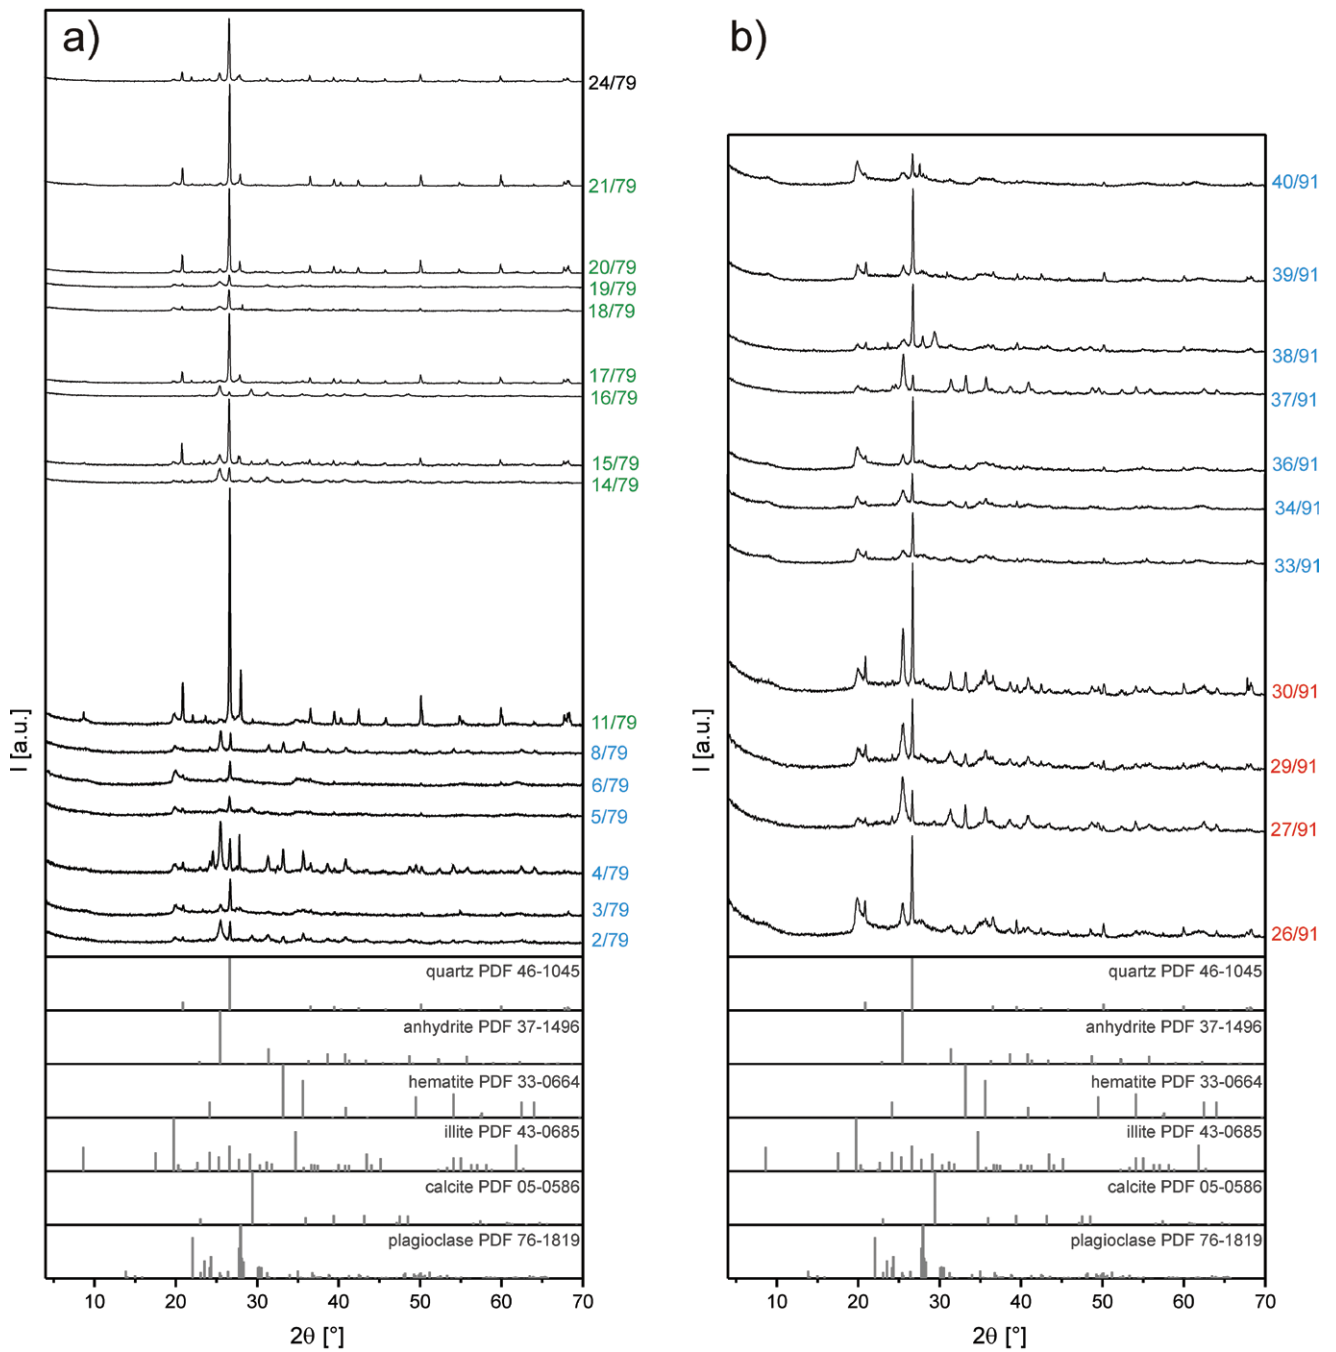 a)
24/79
21/79
20/79
19/79
18/79
17/79
16/79
15/79
14/79
11/79
8/79
6/79
5/79
4/79
3/79
2/79
I [a.u.]
quartz PDF 46-1045
anhydrite PDF 37-1496
hematite PDF 33-0664
illite PDF 43-0685
calcite PDF 05-0586
plagioclase PDF 76-1819
10 20 30 40 50 60 70
2θ [°]
b)
40/91
39/91
38/91
37/91
36/91
34/91
33/91
30/91
29/91
27/91
26/91
I [a.u.]
quartz PDF 46-1045
anhydrite PDF 37-1496
hematite PDF 33-0664
illite PDF 43-0685
calcite PDF 05-0586
plagioclase PDF 76-1819
10 20 30 40 50 60 70
2θ [°]